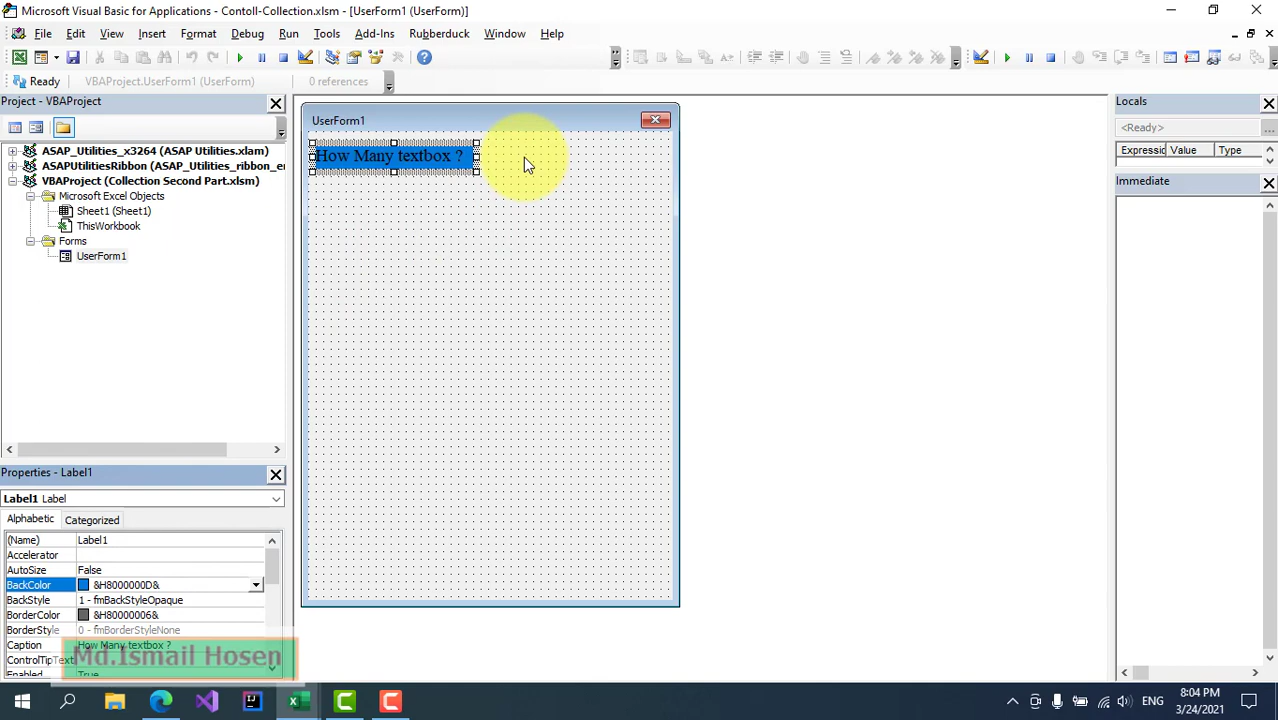 Microsoft Visual Basic for Applications - Contoll-Collection.xlsm - [UserForm1 (UserForm)]
File Edit View Insert Format Debug Run Tools Add-Ins Rubberduck Window Help
Ready VBAProject.UserForm1 (UserForm) 0 references
Project - VBAProject
ASAP_Utilities_x3264 (ASAP Utilities.xlam)
ASAPUtilitiesRibbon (ASAP_Utilities_ribbon_en
VBAProject (Collection Second Part.xlsm)
Microsoft Excel Objects
Sheet1 (Sheet1)
ThisWorkbook
Forms
UserForm1
Properties - Label1
Label1 Label
Alphabetic Categorized
(Name) Label1
Accelerator
AutoSize False
BackColor &H8000000D&
BackStyle 1 - fmBackStyleOpaque
BorderColor &H80000006&
BorderStyle 0 - fmBorderStyleNone
Caption How Many textbox ?
ControlTipText
Enabled True
Md.Ismail Hosen
UserForm1
How Many textbox ?
Locals
<Ready>
Expressic Value Type
Immediate
ENG
8:04 PM
3/24/2021